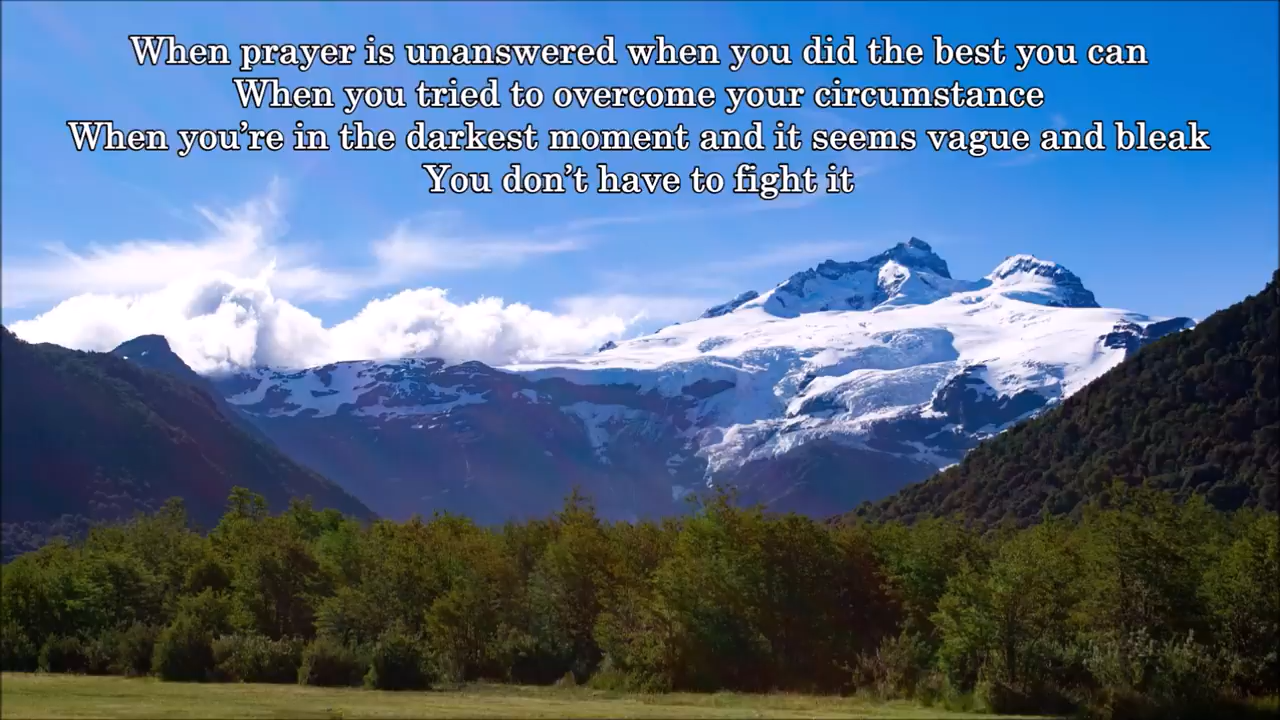 When prayer is unanswered when you did the best you can
When you tried to overcome your circumstance
When you’re in the darkest moment and it seems vague and bleak
You don’t have to fight it